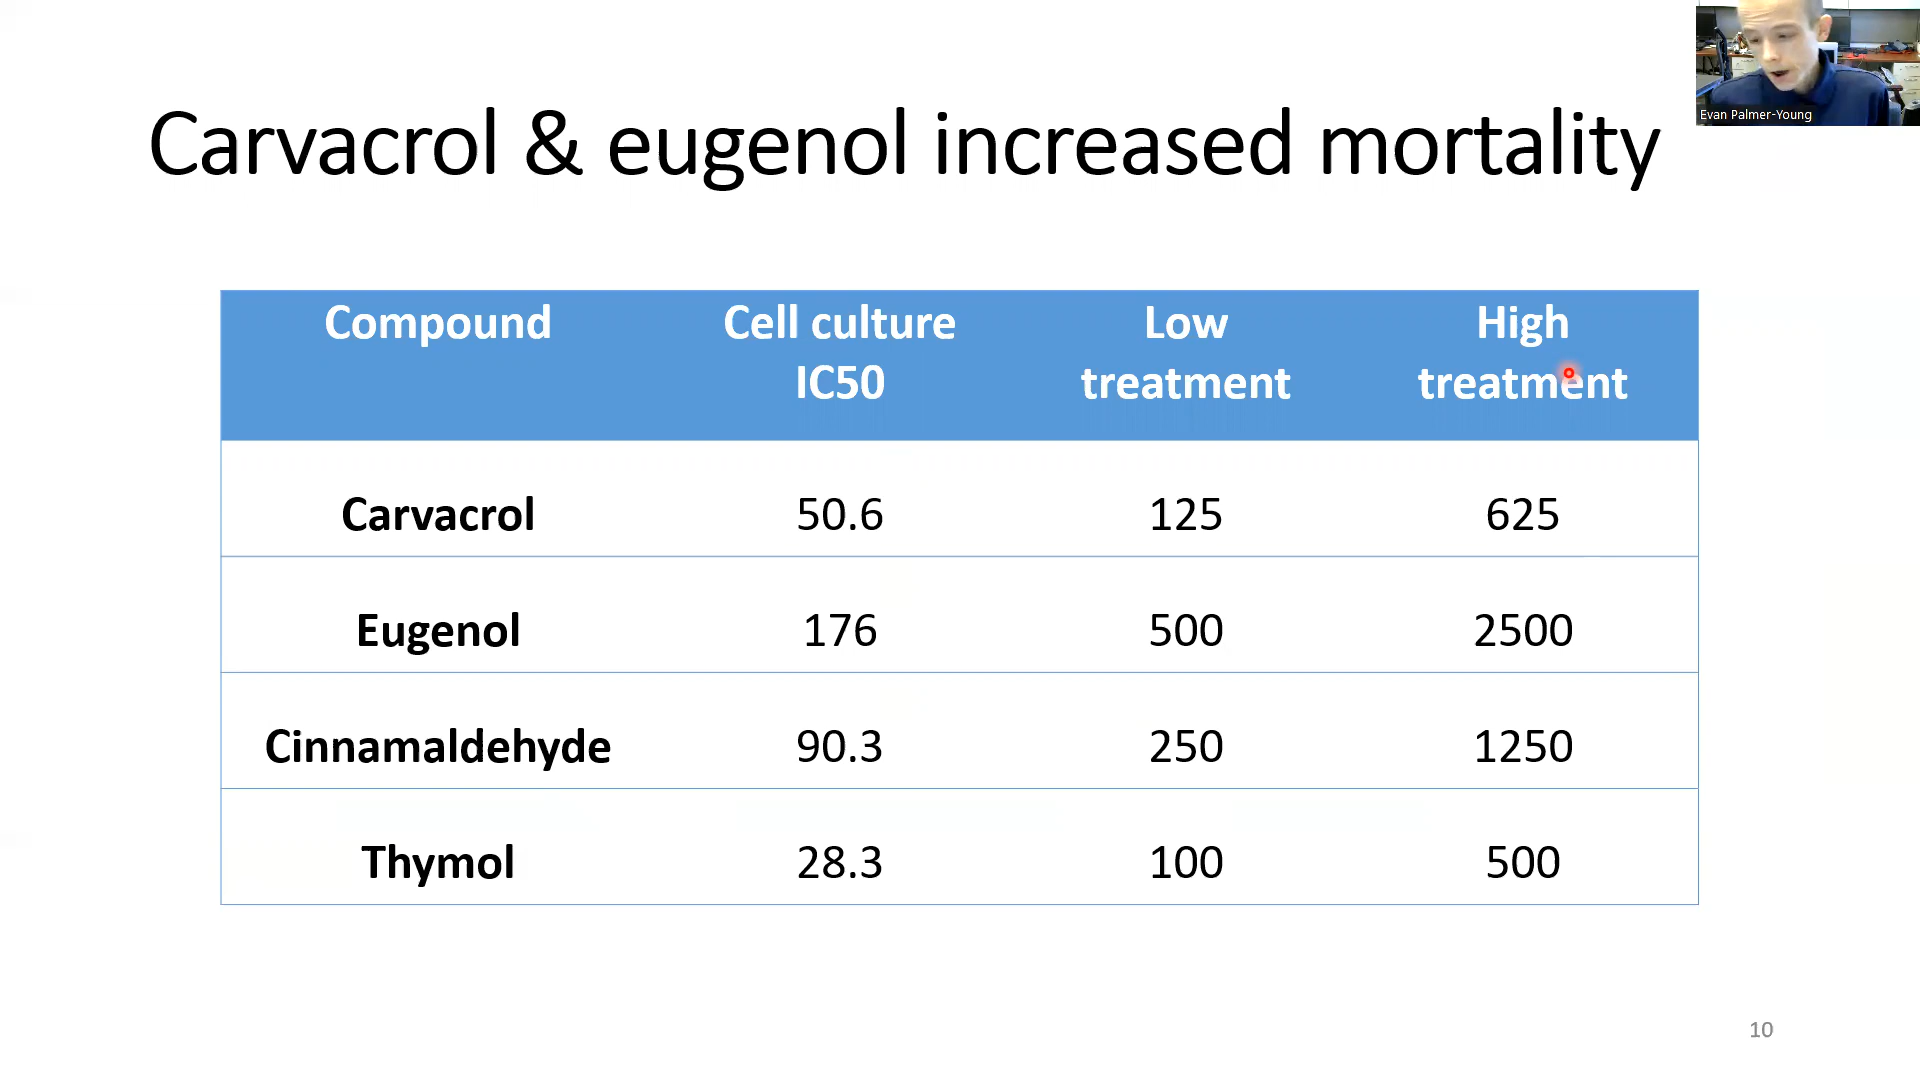 Evan Palmer-Young
Carvacrol & eugenol increased mortality
Compound Cell culture IC50 Low treatment High treatment
Carvacrol 50.6 125 625
Eugenol 176 500 2500
Cinnamaldehyde 90.3 250 1250
Thymol 28.3 100 500
10